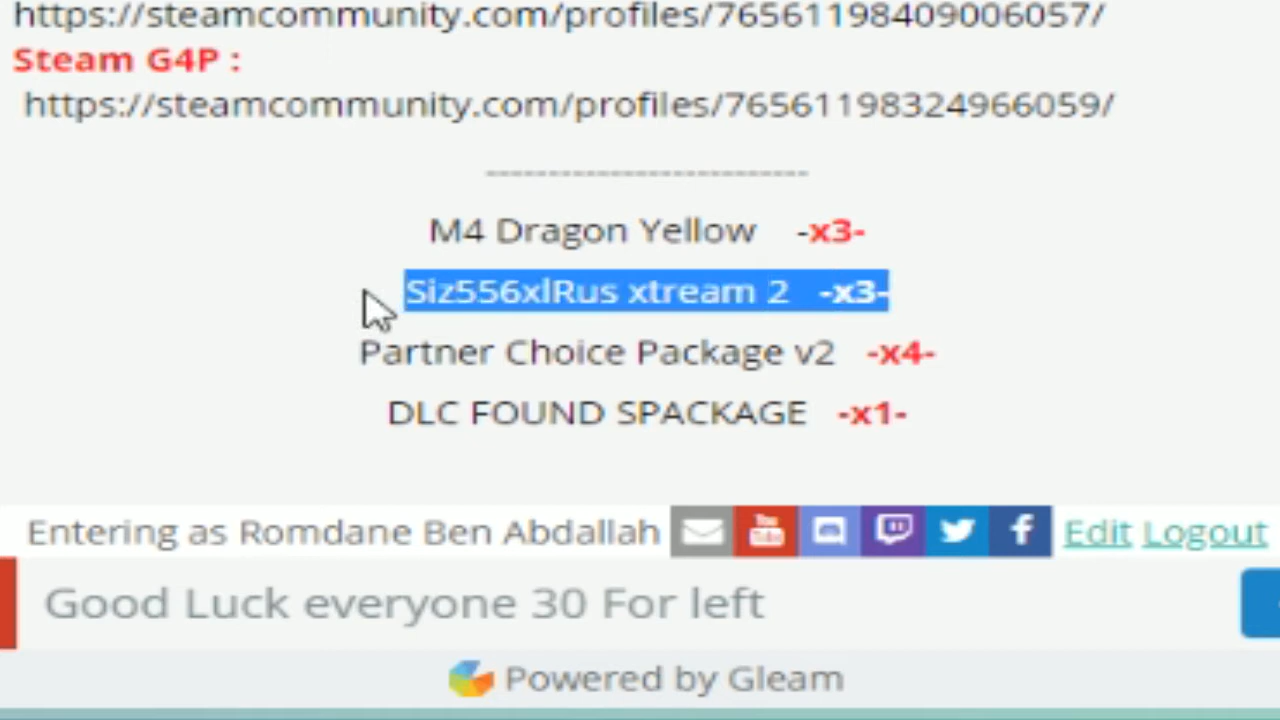 https://steamcommunity.com/profiles/76561198409006057/
Steam G4P :
https://steamcommunity.com/profiles/76561198324966059/
--------------------------
M4 Dragon Yellow -x3-
Siz556xlRus xtream 2 -x3-
Partner Choice Package v2 -x4-
DLC FOUND SPACKAGE -x1-
Entering as Romdane Ben Abdallah You Tube Edit Logout
Good Luck everyone 30 For left
Powered by Gleam